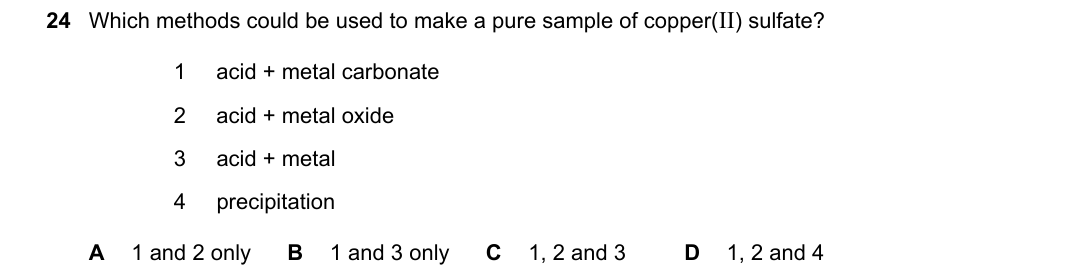 24 Which methods could be used to make a pure sample of copper(II) sulfate?
1 acid + metal carbonate
2 acid + metal oxide
3 acid + metal
4 precipitation
A 1 and 2 only B 1 and 3 only C 1, 2 and 3 D 1, 2 and 4